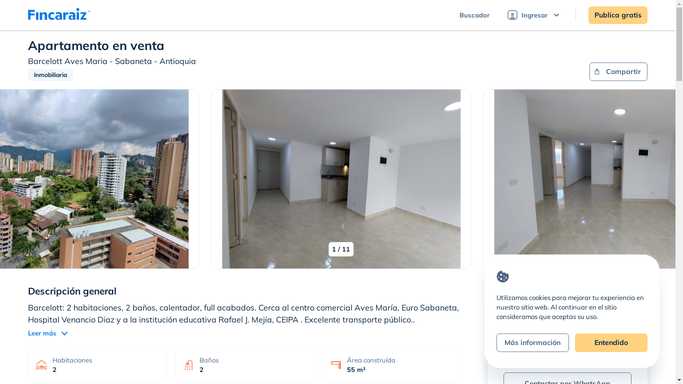 Fincaraiz
Buscador
Ingresar
Publica gratis
Apartamento en venta
Barcelott Aves Maria - Sabaneta - Antioquia
Inmobiliaria
Compartir
1 / 11
Descripción general
Barcelott: 2 habitaciones, 2 baños, calentador, full acabados. Cerca al centro comercial Aves María, Euro Sabaneta,
Hospital Venancio Diaz y a la institución educativa Rafael J. Mejía, CEIPA . Excelente transporte público..
Leer más
Habitaciones
2
Baños
2
Área construída
55 m²
Utilizamos cookies para mejorar tu experiencia en
nuestro sitio web. Al continuar en el sitio
consideramos que aceptas su uso.
Más información
Entendido
Contactar por WhatsApp